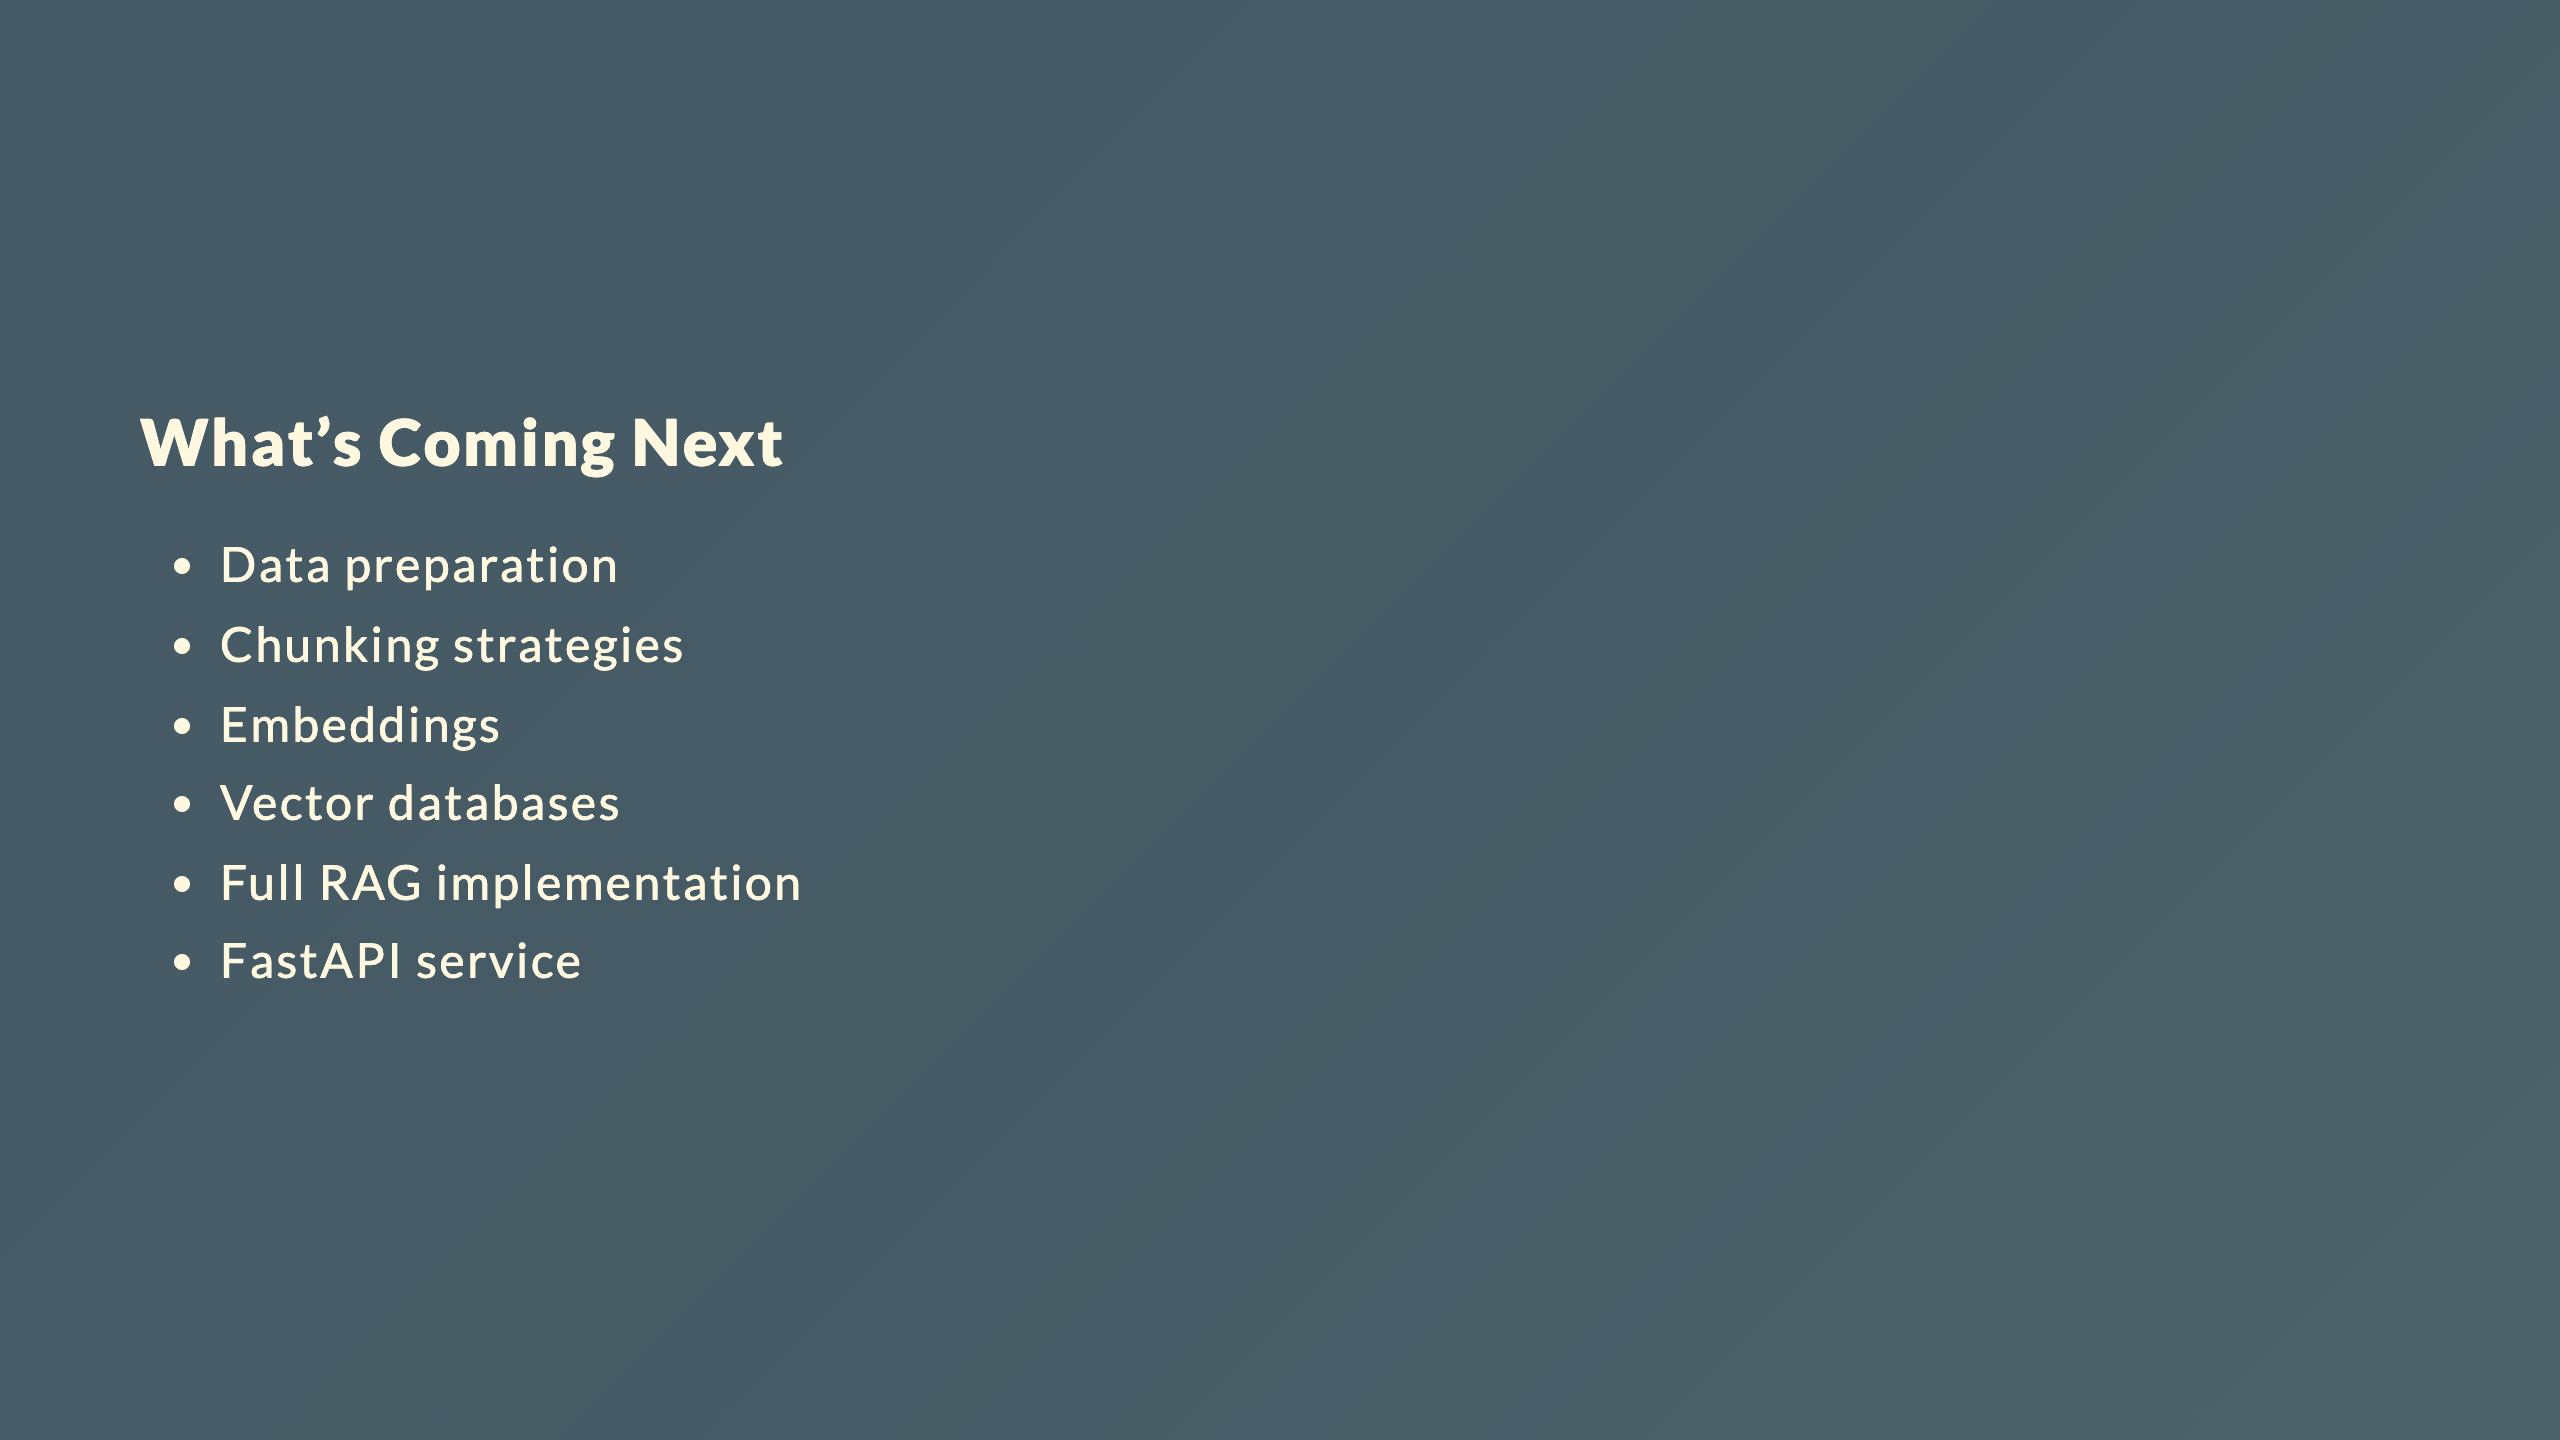 What’s Coming Next
• Data preparation
• Chunking strategies
• Embeddings
• Vector databases
• Full RAG implementation
• FastAPI service